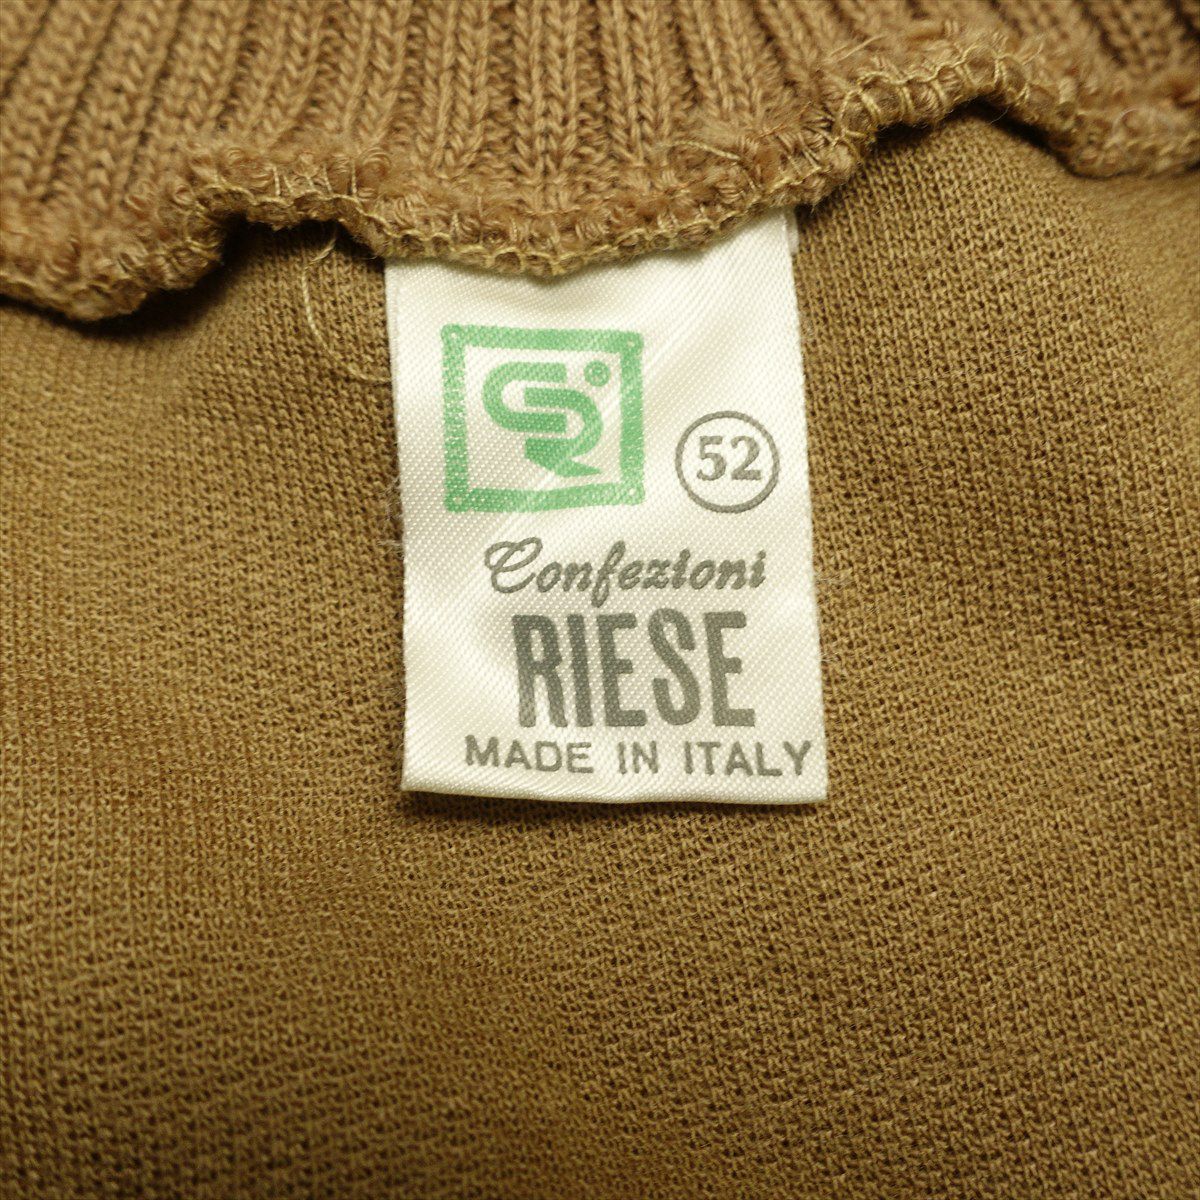 52
Confezioni
RIESE
MADE IN ITALY